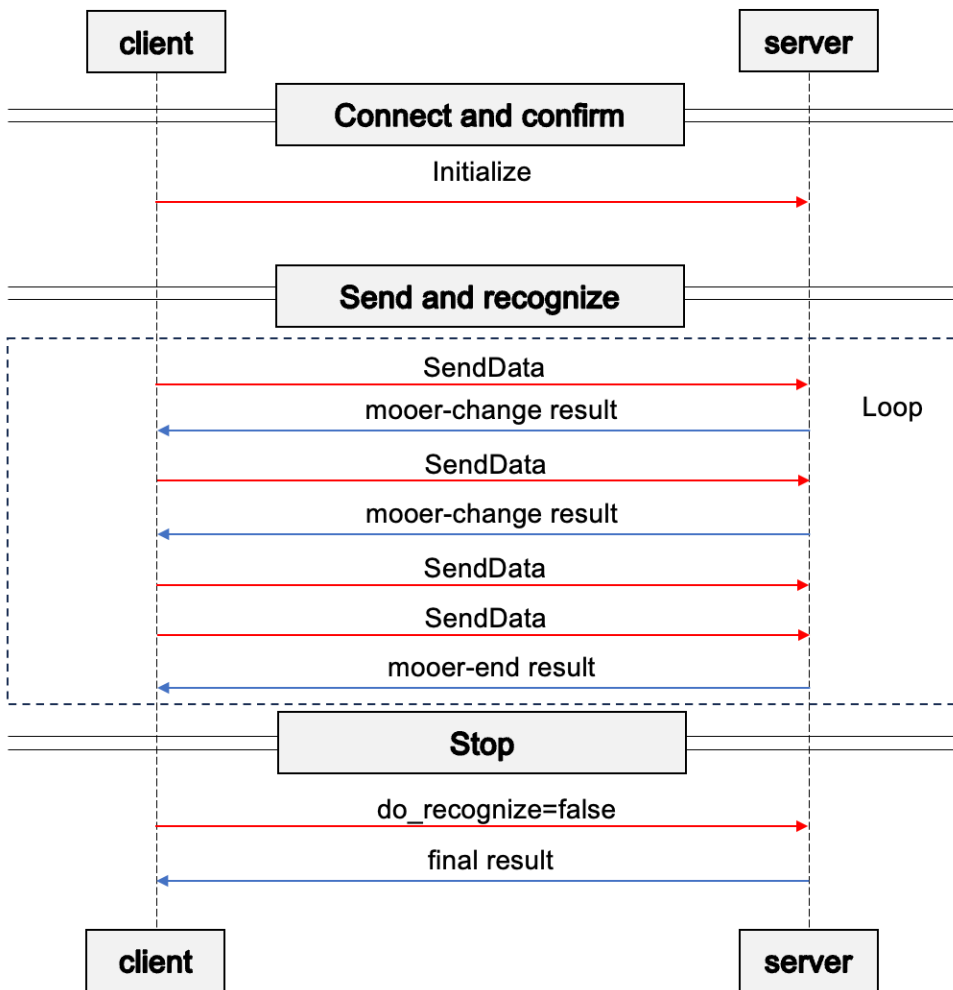 client
server
Connect and confirm
Initialize
Send and recognize
SendData
mooer-change result
Loop
SendData
mooer-change result
SendData
SendData
mooer-end result
Stop
do_recognize=false
final result
client
server